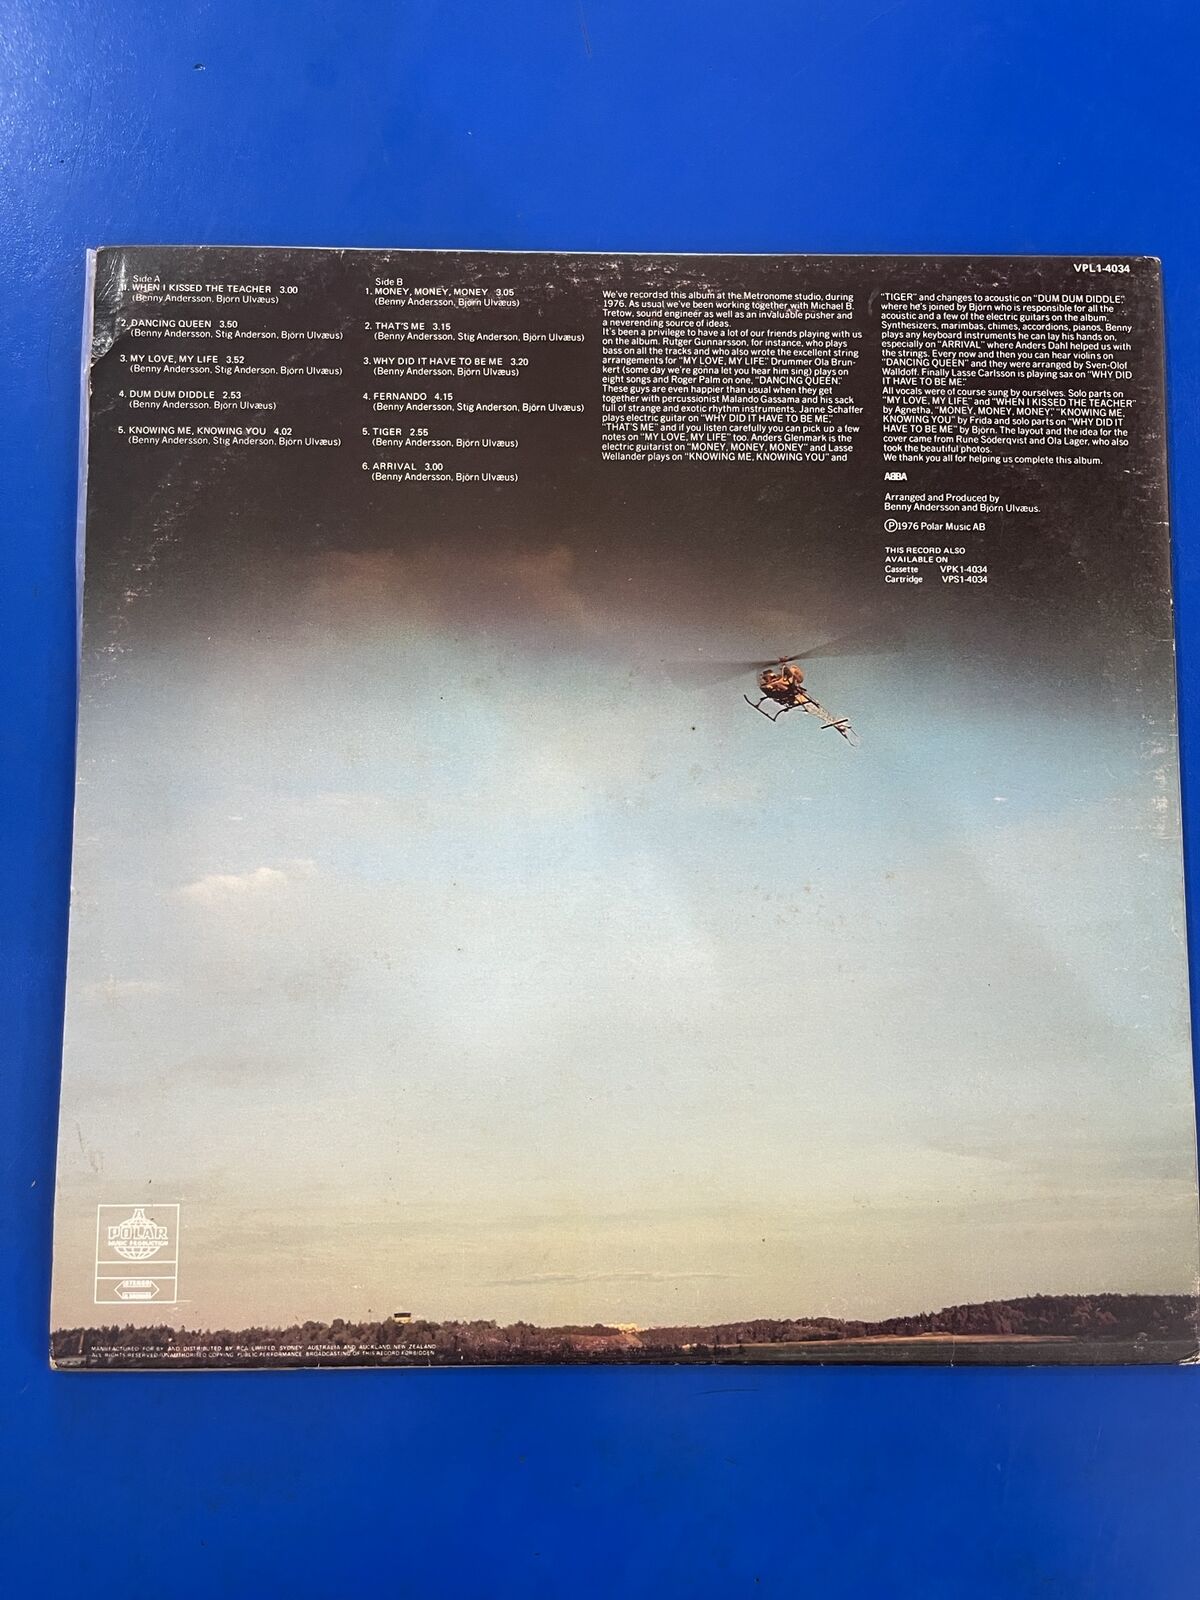 VPL1-4034
Side A
1. WHEN I KISSED THE TEACHER 3.00
(Benny Andersson, Björn Ulvæus)
2. DANCING QUEEN 3.50
(Benny Andersson, Stig Anderson, Björn Ulvæus)
3. MY LOVE, MY LIFE 3.52
(Benny Andersson, Stig Anderson, Björn Ulvæus)
4. DUM DUM DIDDLE 2.53
(Benny Andersson, Björn Ulvæus)
5. KNOWING ME, KNOWING YOU 4.02
(Benny Andersson, Stig Anderson, Björn Ulvæus)
Side B
1. MONEY, MONEY, MONEY 3.05
(Benny Andersson, Björn Ulvæus)
2. THAT'S ME 3.15
(Benny Andersson, Stig Anderson, Björn Ulvæus)
3. WHY DID IT HAVE TO BE ME 3.20
(Benny Andersson, Björn Ulvæus)
4. FERNANDO 4.15
(Benny Andersson, Stig Anderson, Björn Ulvæus)
5. TIGER 2.55
(Benny Andersson, Björn Ulvæus)
6. ARRIVAL 3.00
(Benny Andersson, Björn Ulvæus)
We've recorded this album at the Metronome studio, during
1976. As usual we've been working together with Michael B.
Tretow, sound engineer as well as an invaluable pusher and
a neverending source of ideas.
It's been a privilege to have a lot of our friends playing with us
on the album. Rutger Gunnarsson, for instance, who plays
bass on all the tracks and who also wrote the excellent string
arrangements for "MY LOVE, MY LIFE." Drummer Ola Brun-
kert (some day we're gonna let you hear him sing) plays on
eight songs and Roger Palm on one, "DANCING QUEEN."
These guys are even happier than usual when they get
together with percussionist Malando Gassama and his sack
full of strange and exotic rhythm instruments. Janne Schaffer
plays electric guitar on "WHY DID IT HAVE TO BE ME,"
"THAT'S ME" and if you listen carefully you can pick up a few
notes on "MY LOVE, MY LIFE" too. Anders Glenmark is the
electric guitarist on "MONEY, MONEY, MONEY" and Lasse
Wellander plays on "KNOWING ME, KNOWING YOU" and
"TIGER" and changes to acoustic on "DUM DUM DIDDLE,"
where he's joined by Björn who is responsible for all the
acoustic and a few of the electric guitars on the album.
Synthesizers, marimbas, chimes, accordions, pianos, Benny
plays any keyboard instruments he can lay his hands on,
especially on "ARRIVAL" where Anders Dahl helped us with
the strings. Every now and then you can hear violins on
"DANCING QUEEN" and they were arranged by Sven-Olof
Walldoff. Finally Lasse Carlsson is playing sax on "WHY DID
IT HAVE TO BE ME."
All vocals were of course sung by ourselves. Solo parts on
"MY LOVE, MY LIFE" and "WHEN I KISSED THE TEACHER"
by Agnetha, "MONEY, MONEY, MONEY," "KNOWING ME,
KNOWING YOU" by Frida and solo parts on "WHY DID IT
HAVE TO BE ME" by Björn. The layout and the idea for the
cover came from Rune Söderqvist and Ola Lager, who also
took the beautiful photos.
We thank you all for helping us complete this album.
ABBA
Arranged and Produced by
Benny Andersson and Björn Ulvæus.
Ⓟ1976 Polar Music AB
THIS RECORD ALSO
AVAILABLE ON
Cassette VPK1-4034
Cartridge VPS1-4034
A
POLAR
MUSIC PRODUCTION
STEREO
MANUFACTURED FOR BY AND DISTRIBUTED BY RCA LIMITED, SYDNEY AUSTRALIA AND AUCKLAND, NEW ZEALAND
ALL RIGHTS RESERVED UNAUTHORISED COPYING PUBLIC PERFORMANCE BROADCASTING OF THIS RECORD FORBIDDEN